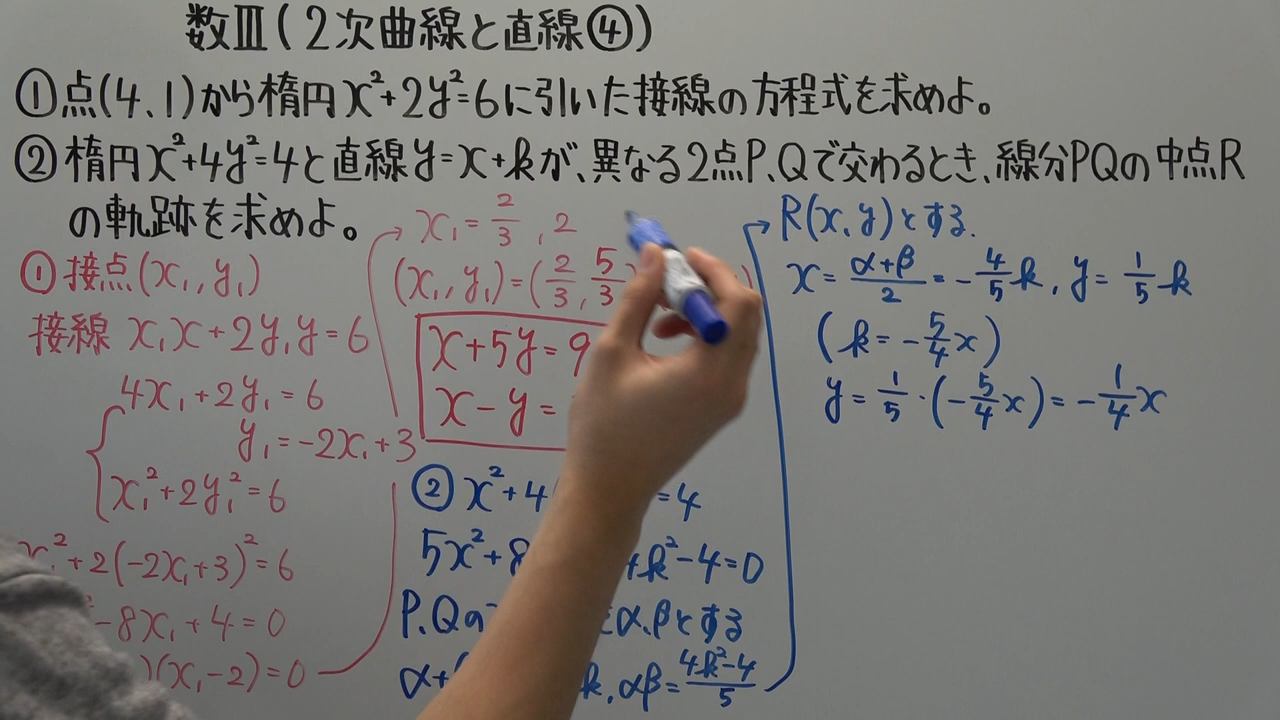 数Ⅲ(2次曲線と直線④)
①点(4,1)から楕円x²+2y²=6に引いた接線の方程式を求めよ。
②楕円x²+4y²=4と直線y=x+kが、異なる2点P,Qで交わるとき、線分PQの中点R
の軌跡を求めよ。
①接点(x₁,y₁)
接線 x₁x+2y₁y=6
4x₁+2y₁=6
y₁=-2x₁+3
x₁²+2y₁²=6
x₁²+2(-2x₁+3)²=6
-8x₁+4=0
)(x₁-2)=0
x₁=2/3,2
(x₁,y₁)=(2/3,5/3
x+5y=9
x-y=
②x²+4(=4
5x²+8+k²-4=0
P,Qのα,βとする
α+k,αβ=(4k²-4)/5
R(x,y)とする.
x=(α+β)/2=-4/5k,y=1/5k
(k=-5/4x)
y=1/5·(-5/4x)=-1/4x